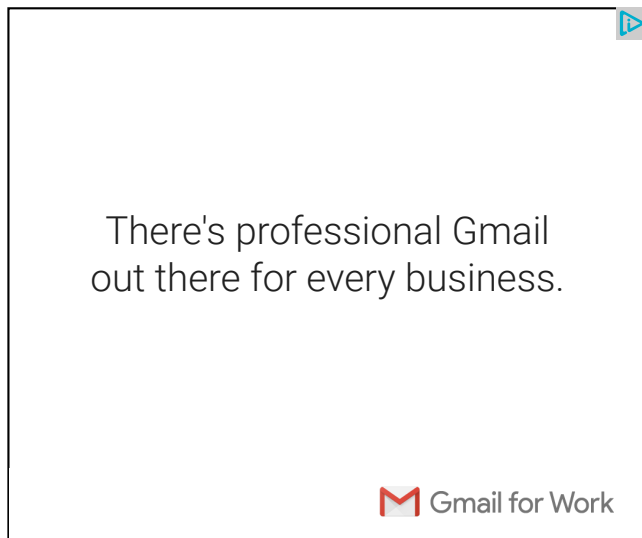 There's professional Gmail
out there for every business.
Gmail for Work